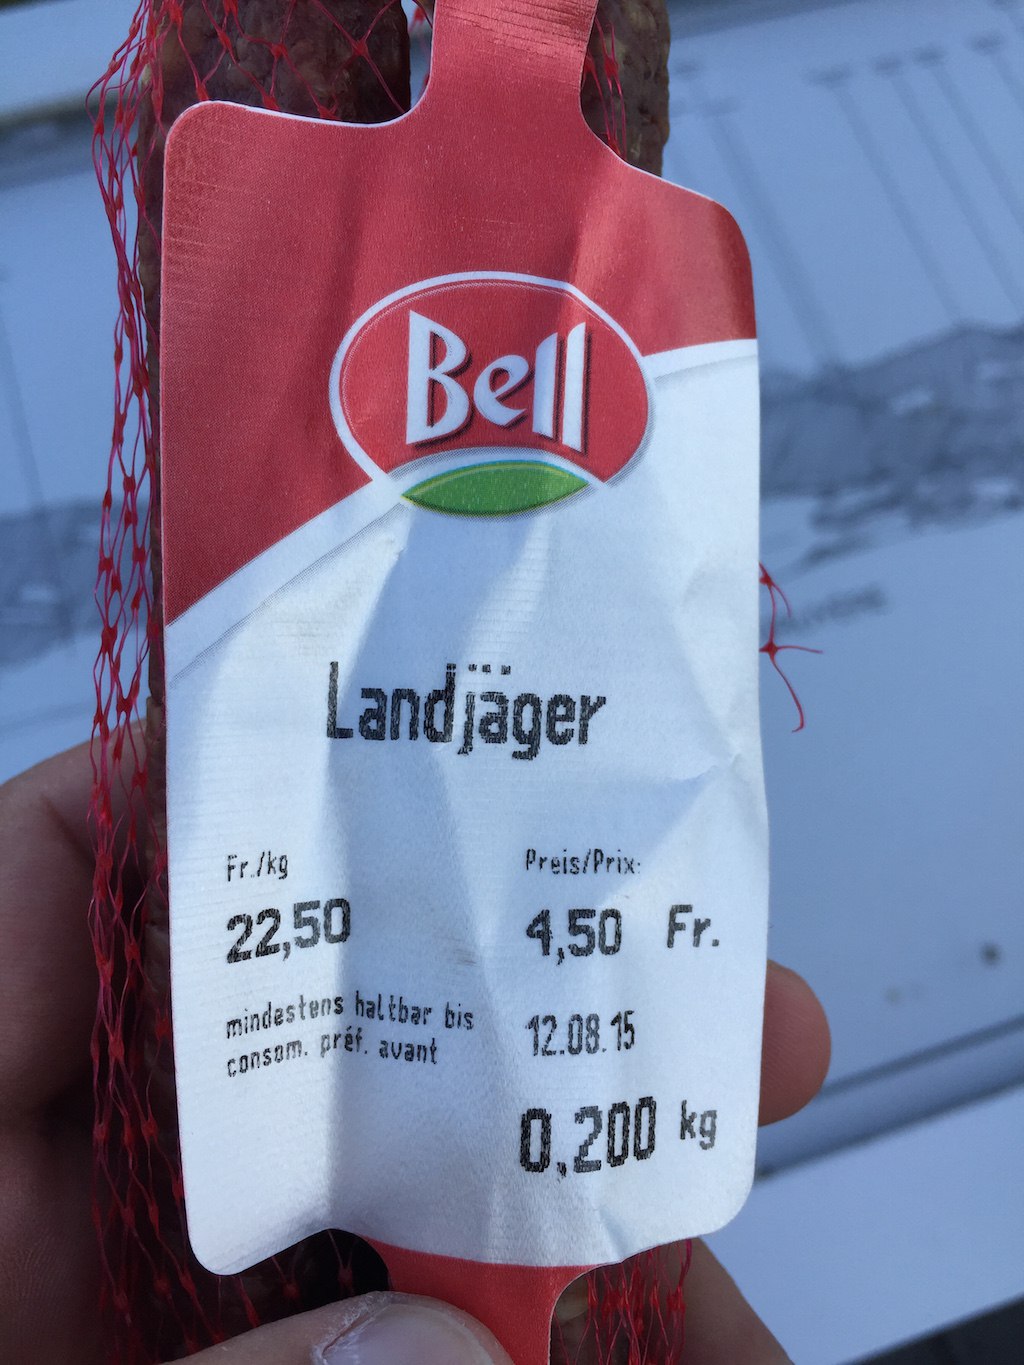 Bell
Landjäger
Fr./kg
Preis/Prix:
22,50
4,50 Fr.
mindestens haltbar bis
consom. préf. avant
12.08.15
0,200 kg